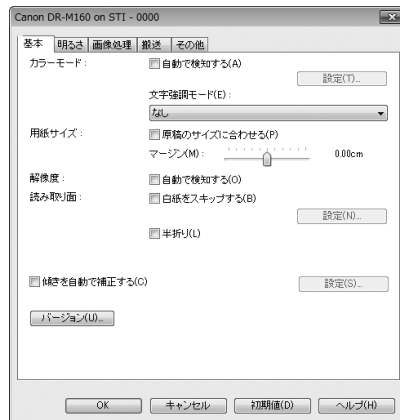 Canon DR-M160 on STI - 0000
基本 明るさ 画像処理 搬送 その他
カラーモード: 自動で検知する(A)
設定(T)...
文字強調モード(E):
なし
用紙サイズ: 原稿のサイズに合わせる(P)
マージン(M): 0.00cm
解像度: 自動で検知する(O)
読み取り面: 白紙をスキップする(B)
設定(N)...
半折り(L)
傾きを自動で補正する(C) 設定(S)...
バージョン(U)...
OK キャンセル 初期値(D) ヘルプ(H)